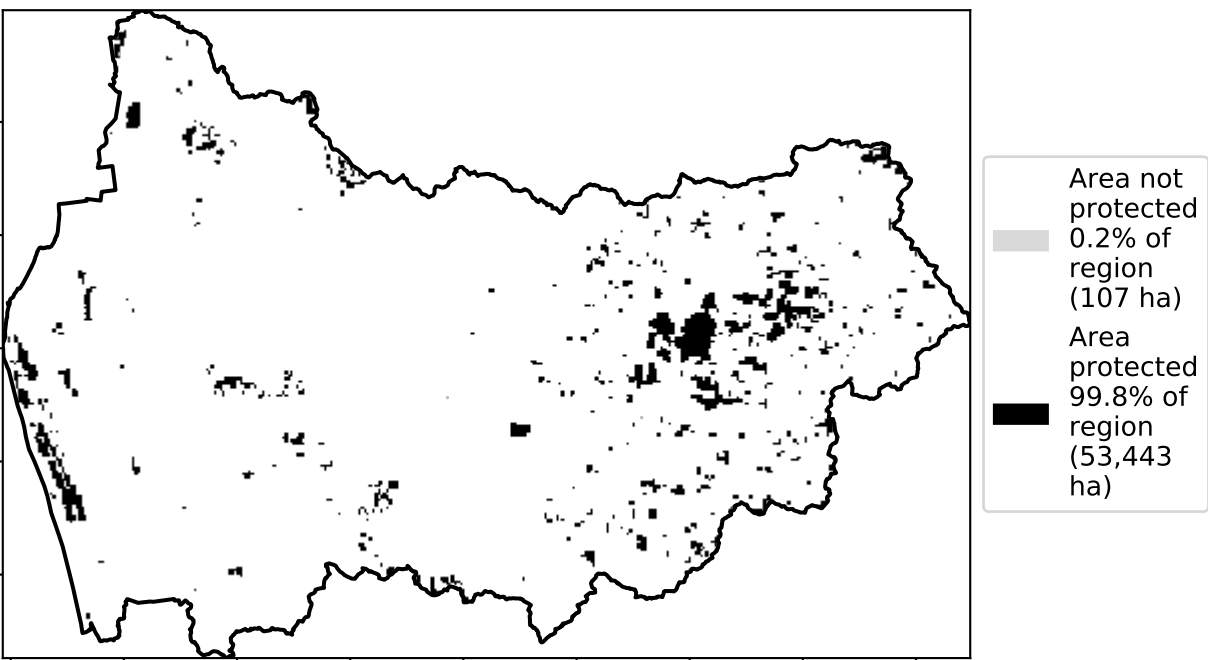 Area not
protected
0.2% of
region
(107 ha)
Area
protected
99.8% of
region
(53,443
ha)